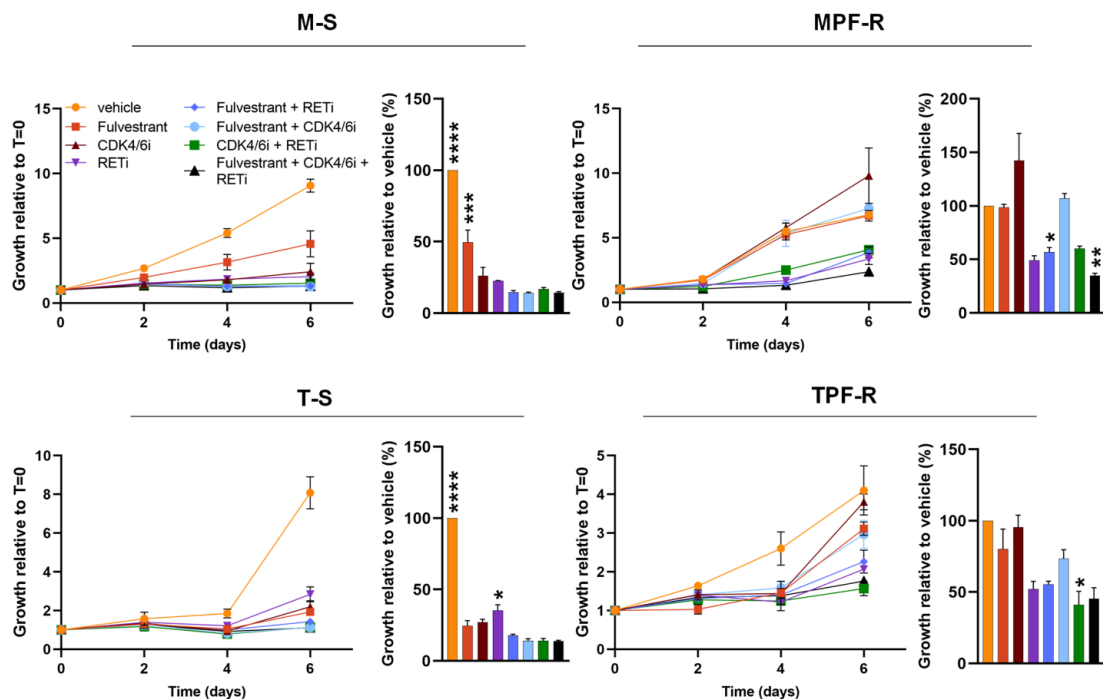 M-S
MPF-R
Growth relative to T=0
15
10
5
0
vehicle
Fulvestrant
CDK4/6i
RETi
Fulvestrant + RETi
Fulvestrant + CDK4/6i
CDK4/6i + RETi
Fulvestrant + CDK4/6i +
RETi
0 2 4 6
Time (days)
Growth relative to vehicle (%)
150
100
50
0
****
***
Growth relative to T=0
15
10
5
0
0 2 4 6
Time (days)
Growth relative to vehicle (%)
200
150
100
50
0
*
**
T-S
TPF-R
Growth relative to T=0
10
8
6
4
2
0
0 2 4 6
Time (days)
Growth relative to vehicle (%)
150
100
50
0
****
*
Growth relative to T=0
5
4
3
2
1
0
0 2 4 6
Time (days)
Growth relative to vehicle (%)
150
100
50
0
*